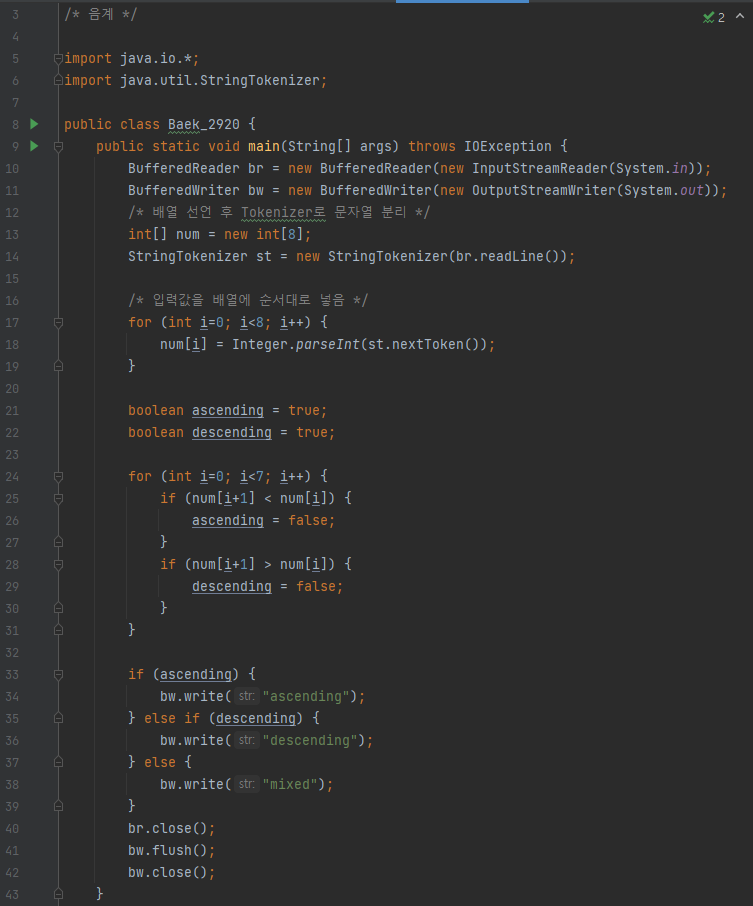 2
3 /* 음계 */
4
5 import java.io.*;
6 import java.util.StringTokenizer;
7
8 public class Baek_2920 {
9 public static void main(String[] args) throws IOException {
10 BufferedReader br = new BufferedReader(new InputStreamReader(System.in));
11 BufferedWriter bw = new BufferedWriter(new OutputStreamWriter(System.out));
12 /* 배열 선언 후 Tokenizer로 문자열 분리 */
13 int[] num = new int[8];
14 StringTokenizer st = new StringTokenizer(br.readLine());
15
16 /* 입력값을 배열에 순서대로 넣음 */
17 for (int i=0; i<8; i++) {
18 num[i] = Integer.parseInt(st.nextToken());
19 }
20
21 boolean ascending = true;
22 boolean descending = true;
23
24 for (int i=0; i<7; i++) {
25 if (num[i+1] < num[i]) {
26 ascending = false;
27 }
28 if (num[i+1] > num[i]) {
29 descending = false;
30 }
31 }
32
33 if (ascending) {
34 bw.write( str: "ascending");
35 } else if (descending) {
36 bw.write( str: "descending");
37 } else {
38 bw.write( str: "mixed");
39 }
40 br.close();
41 bw.flush();
42 bw.close();
43 }